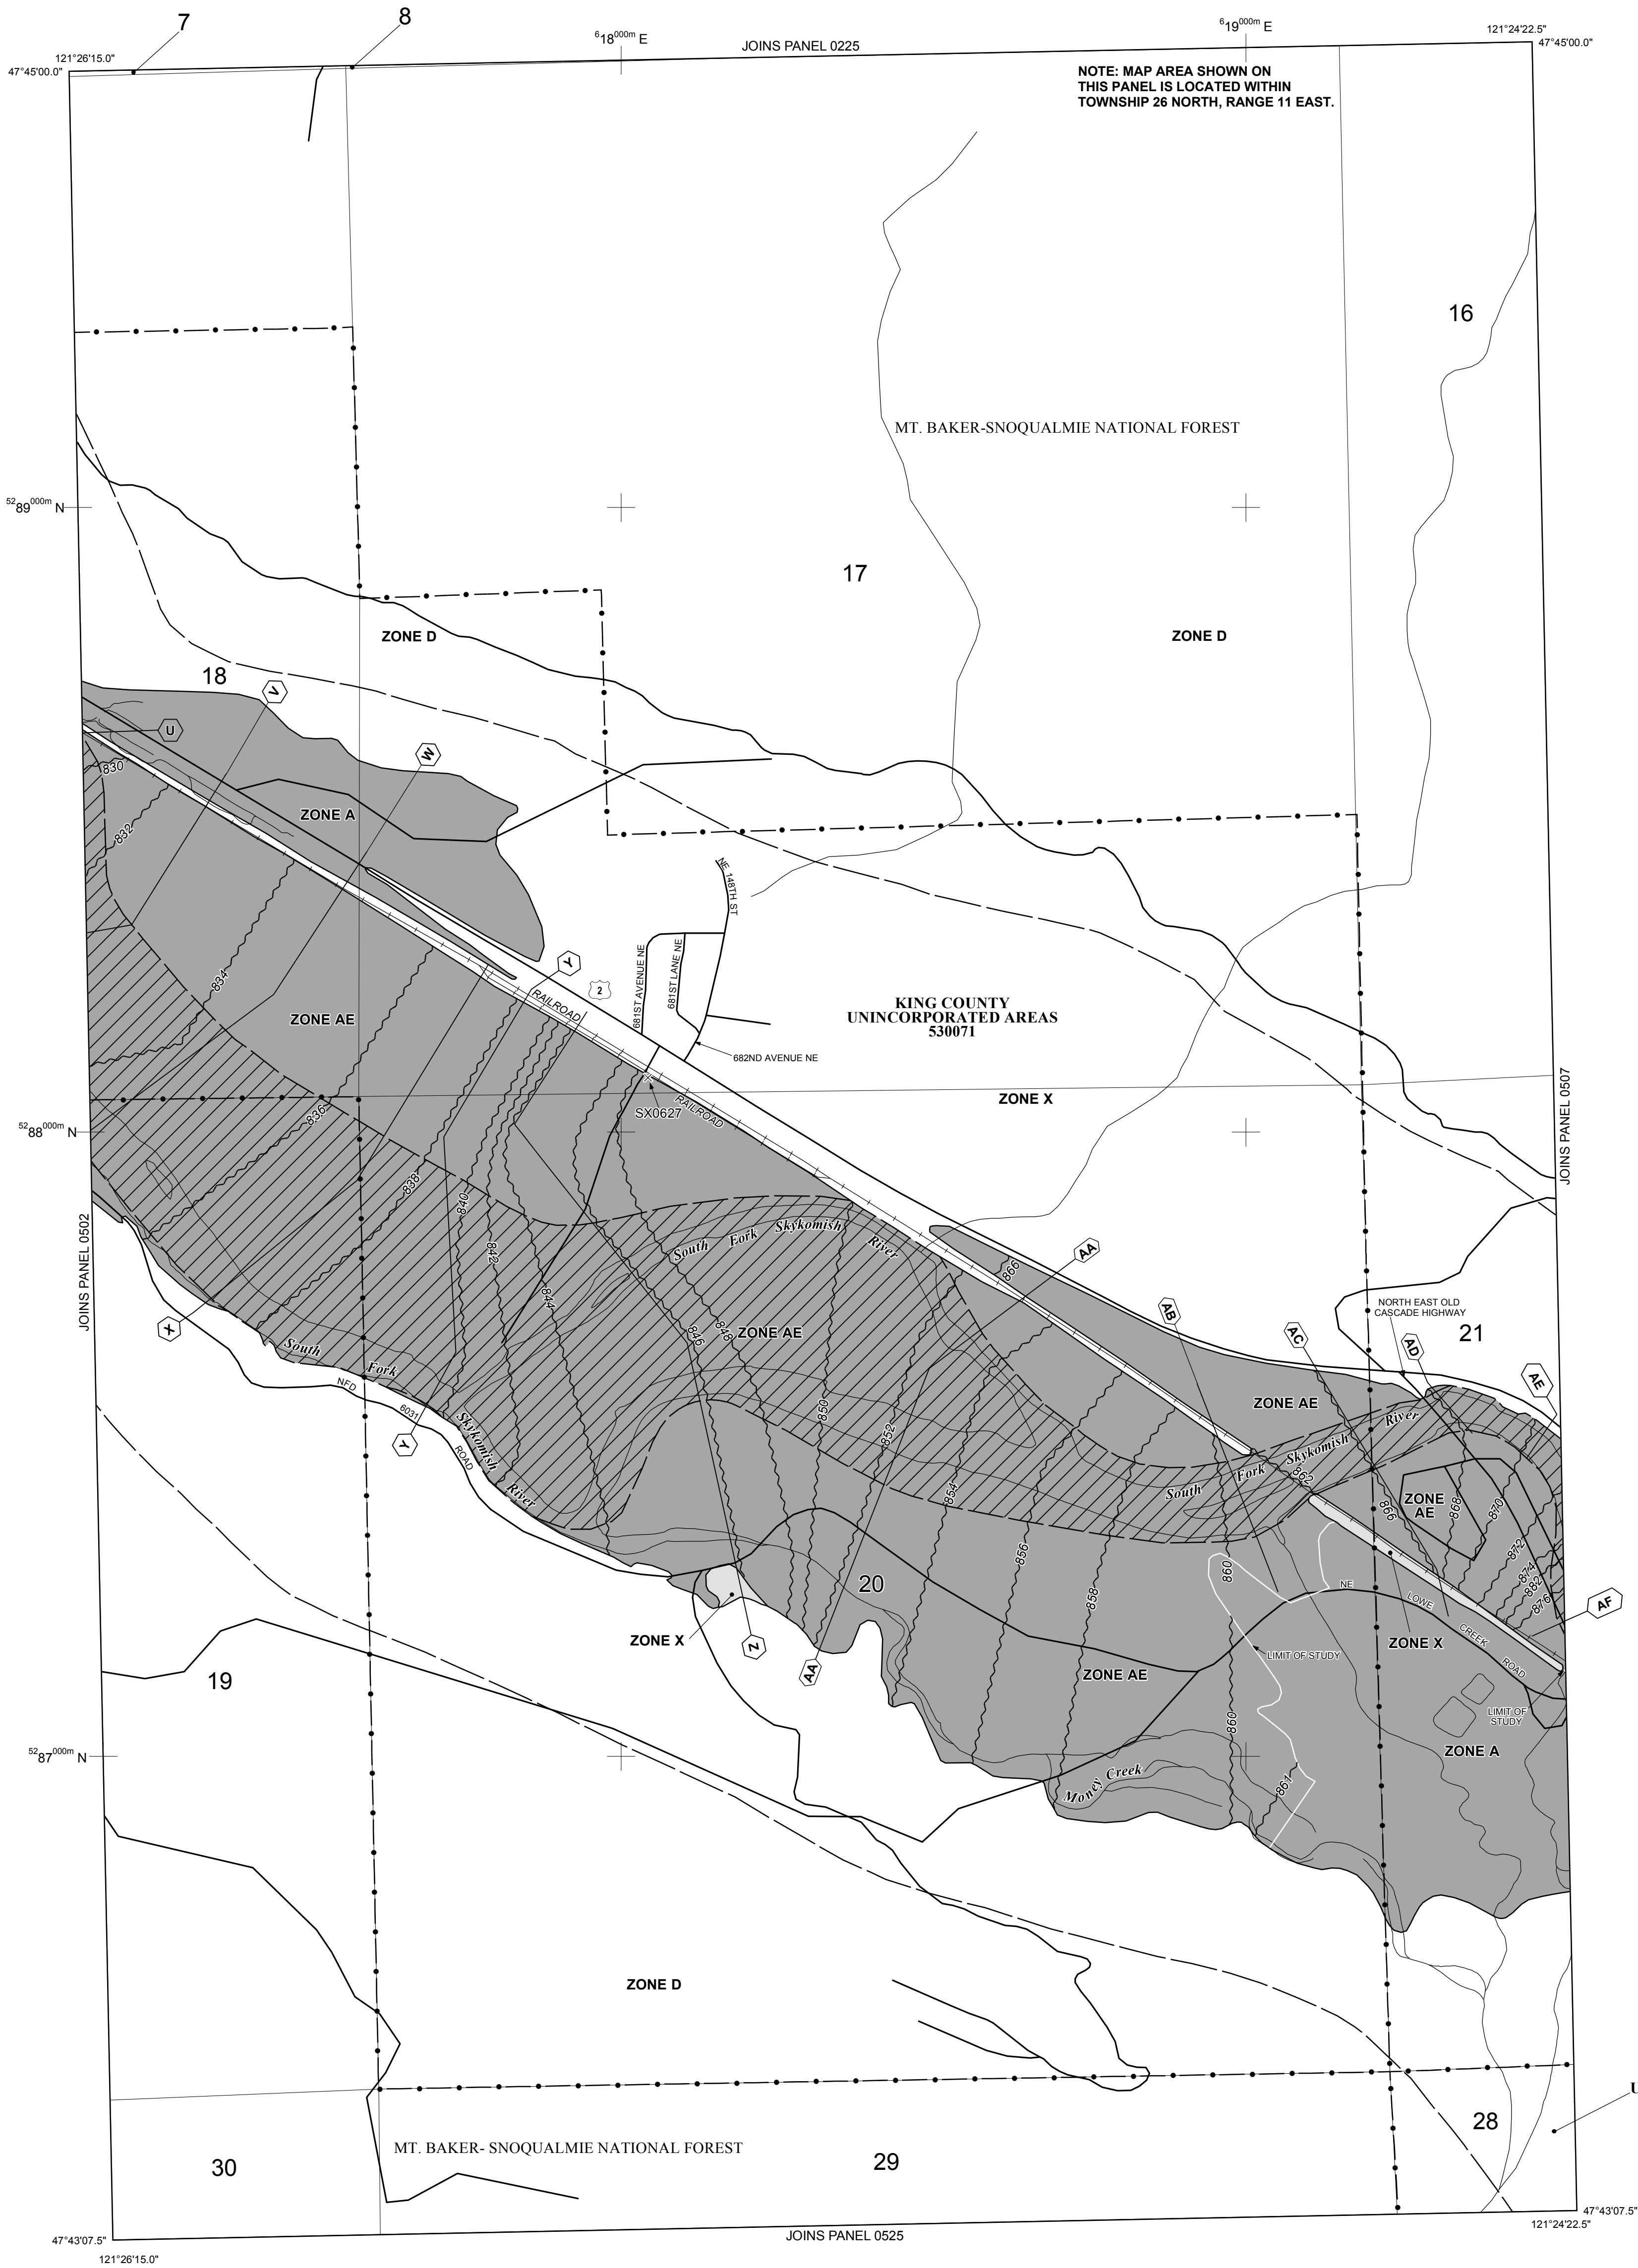 7
8
618000m E
619000m E
121°24'22.5"
47°45'00.0"
121°26'15.0"
47°45'00.0"
JOINS PANEL 0225
NOTE: MAP AREA SHOWN ON
THIS PANEL IS LOCATED WITHIN
TOWNSHIP 26 NORTH, RANGE 11 EAST.
16
MT. BAKER-SNOQUALMIE NATIONAL FOREST
5289000m N
17
ZONE D
ZONE D
18
V
U
W
830
ZONE A
832
NE 148TH ST
834
Y
2
RAILROAD
681ST AVENUE NE
681ST LANE NE
KING COUNTY
UNINCORPORATED AREAS
530071
ZONE AE
682ND AVENUE NE
ZONE X
SX0627
RAILROAD
836
5288000m N
JOINS PANEL 0507
838
840
842
844
846
848
South Fork Skykomish River
866
AA
JOINS PANEL 0502
X
ZONE AE
AB
AC
NORTH EAST OLD
CASCADE HIGHWAY
AD
21
AE
South Fork Skykomish River
NFD 6031 ROAD
Y
850
852
854
856
858
860
ZONE AE
South Fork Skykomish River
862
866
ZONE
AE
868
870
872
874
882
876
AF
20
NE LOWE CREEK ROAD
ZONE X
Z
AA
LIMIT OF STUDY
ZONE X
19
ZONE AE
860
LIMIT OF
STUDY
ZONE A
5287000m N
Money Creek
861
ZONE D
28
U
MT. BAKER- SNOQUALMIE NATIONAL FOREST
30
29
47°43'07.5"
121°26'15.0"
JOINS PANEL 0525
47°43'07.5"
121°24'22.5"